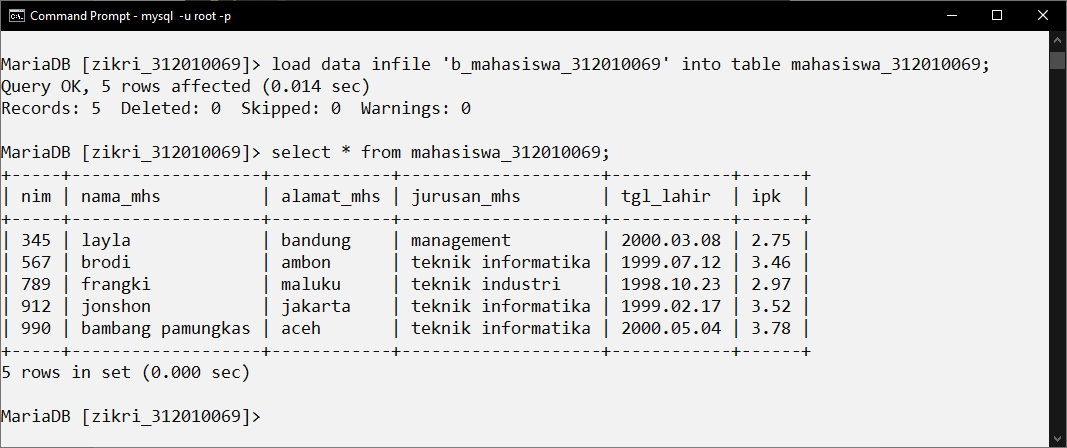 Command Prompt - mysql -u root -p
MariaDB [zikri_312010069]> load data infile 'b_mahasiswa_312010069' into table mahasiswa_312010069;
Query OK, 5 rows affected (0.014 sec)
Records: 5  Deleted: 0  Skipped: 0  Warnings: 0
MariaDB [zikri_312010069]> select * from mahasiswa_312010069;
+-----+-------------------+------------+--------------------+------------+------+
| nim | nama_mhs          | alamat_mhs | jurusan_mhs        | tgl_lahir  | ipk  |
+-----+-------------------+------------+--------------------+------------+------+
| 345 | layla             | bandung    | management         | 2000.03.08 | 2.75 |
| 567 | brodi             | ambon      | teknik informatika | 1999.07.12 | 3.46 |
| 789 | frangki           | maluku     | teknik industri    | 1998.10.23 | 2.97 |
| 912 | jonshon           | jakarta    | teknik informatika | 1999.02.17 | 3.52 |
| 990 | bambang pamungkas | aceh       | teknik informatika | 2000.05.04 | 3.78 |
+-----+-------------------+------------+--------------------+------------+------+
5 rows in set (0.000 sec)
MariaDB [zikri_312010069]>